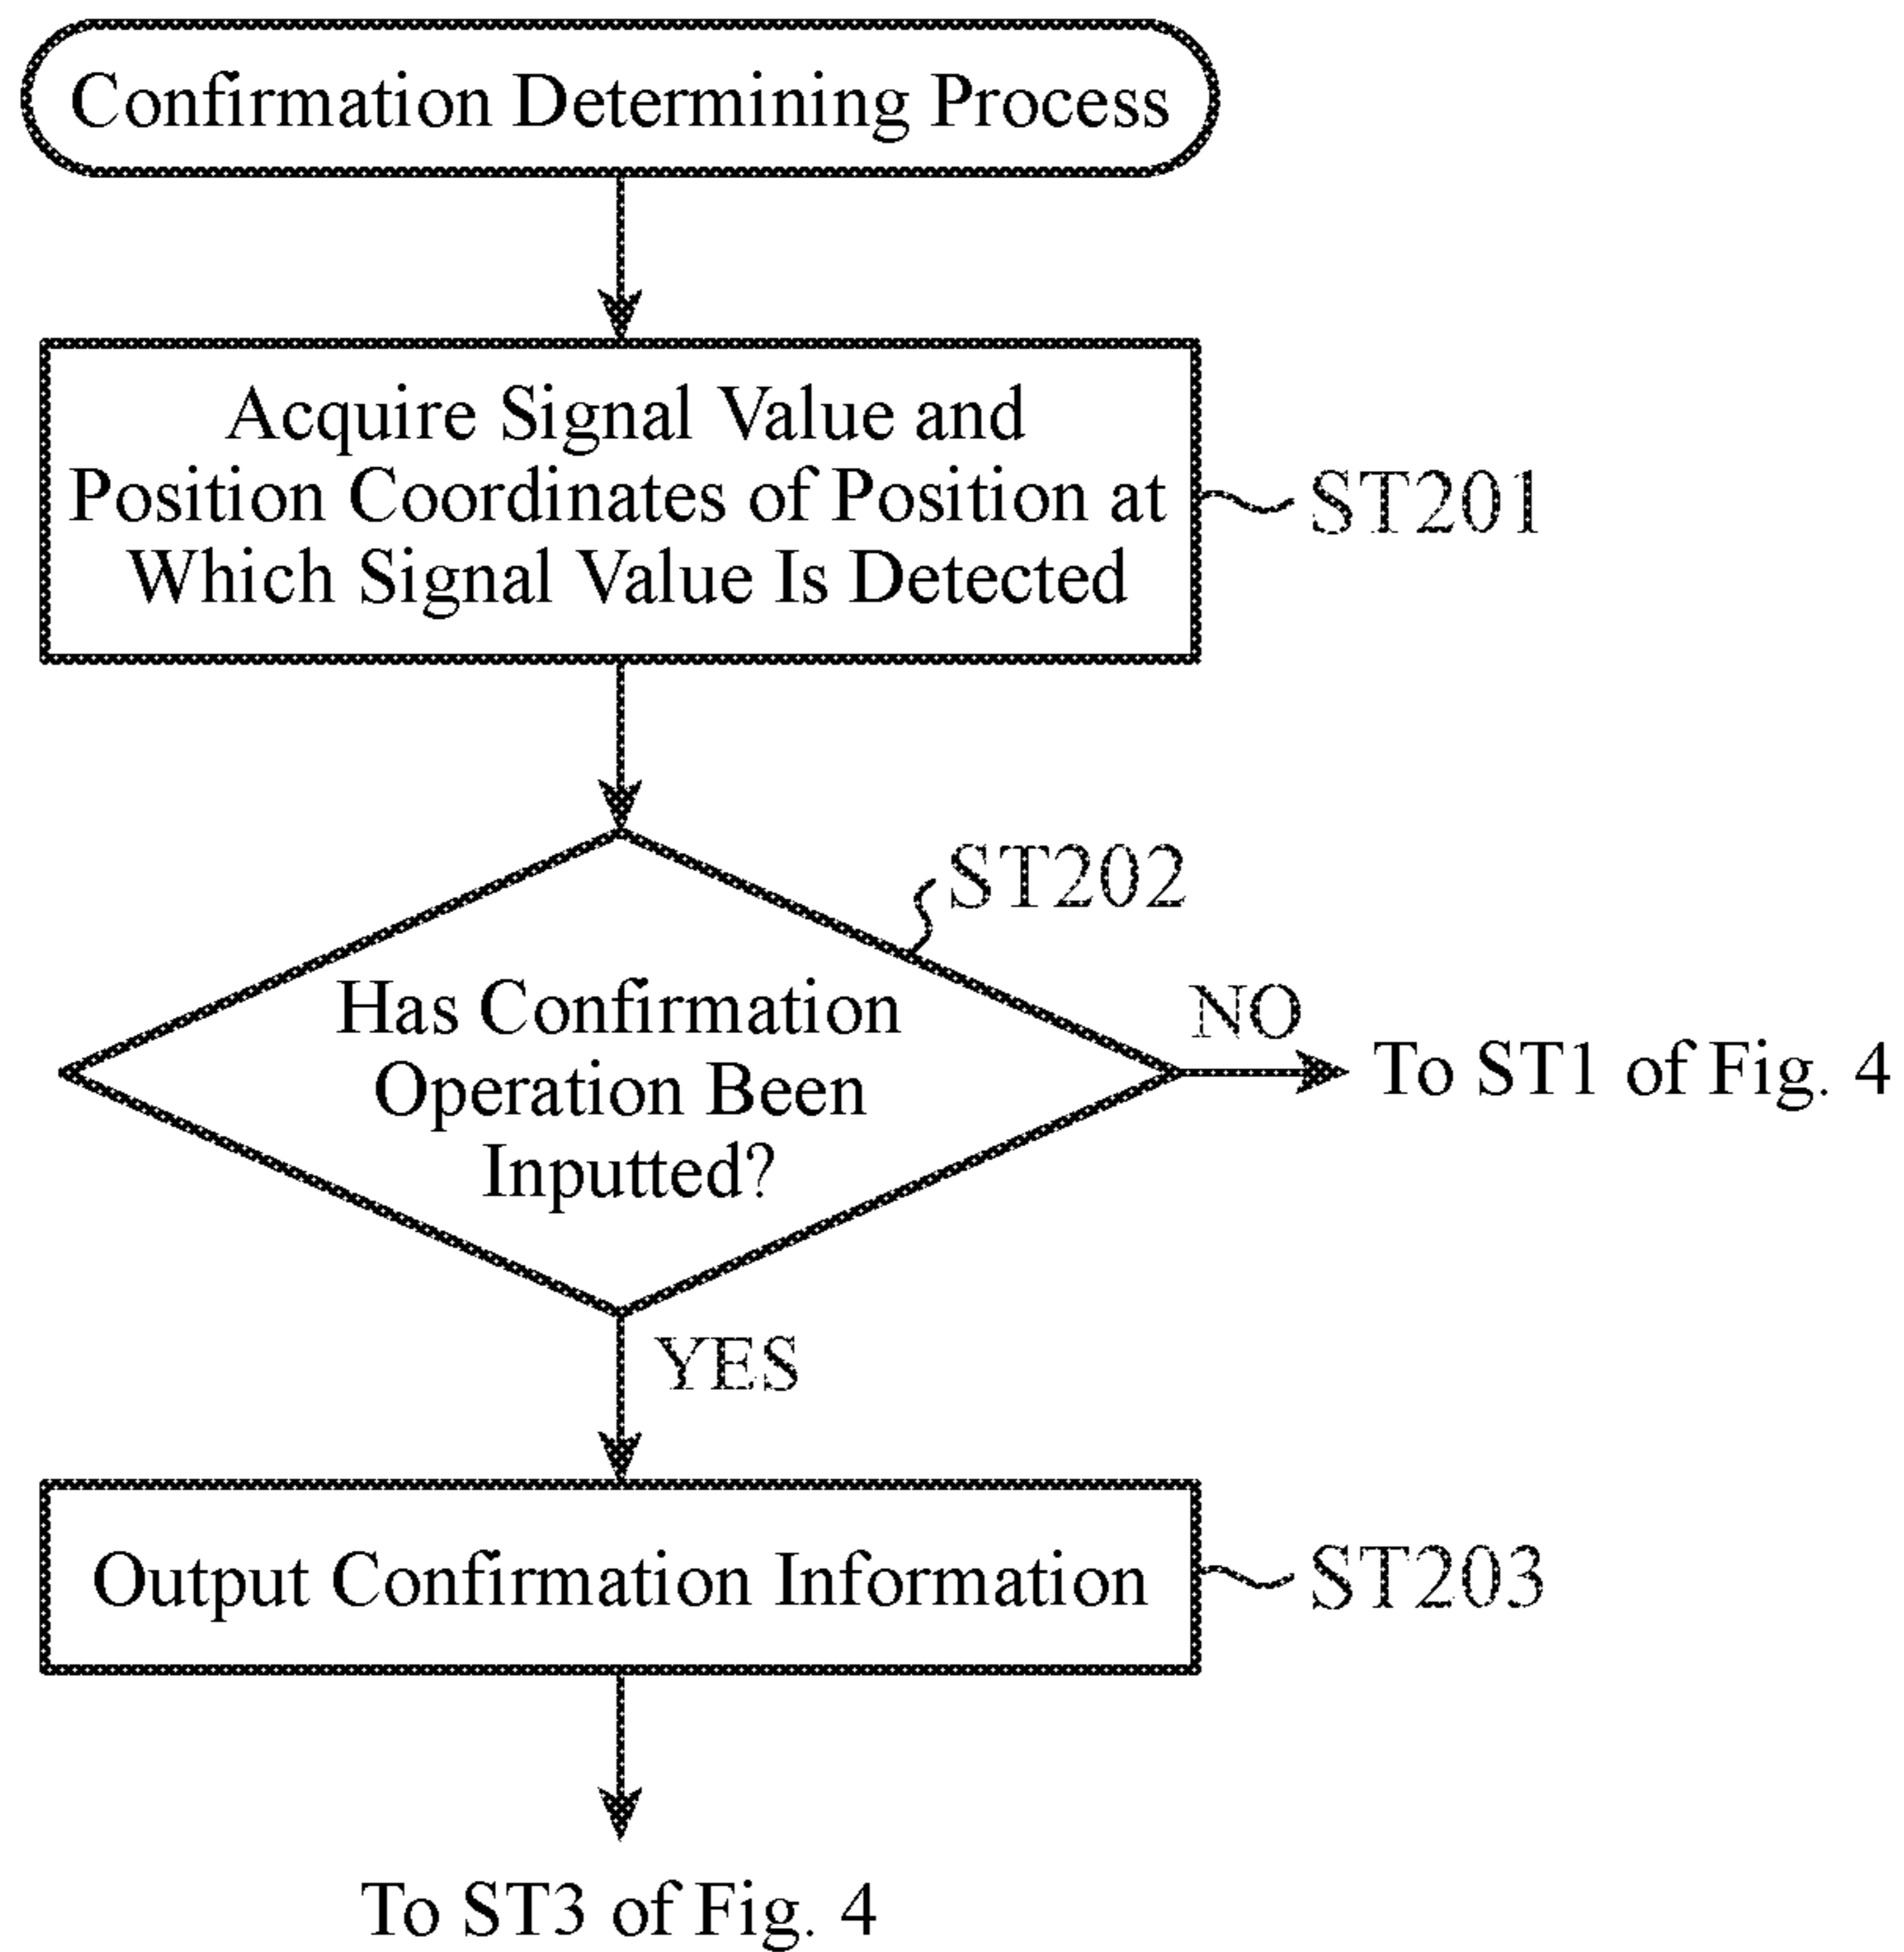 Confirmation Determining Process
Acquire Signal Value and
Position Coordinates of Position at
Which Signal Value Is Detected
ST201
ST202
Has Confirmation
Operation Been
Inputted?
NO
To ST1 of Fig. 4
YES
Output Confirmation Information
ST203
To ST3 of Fig. 4